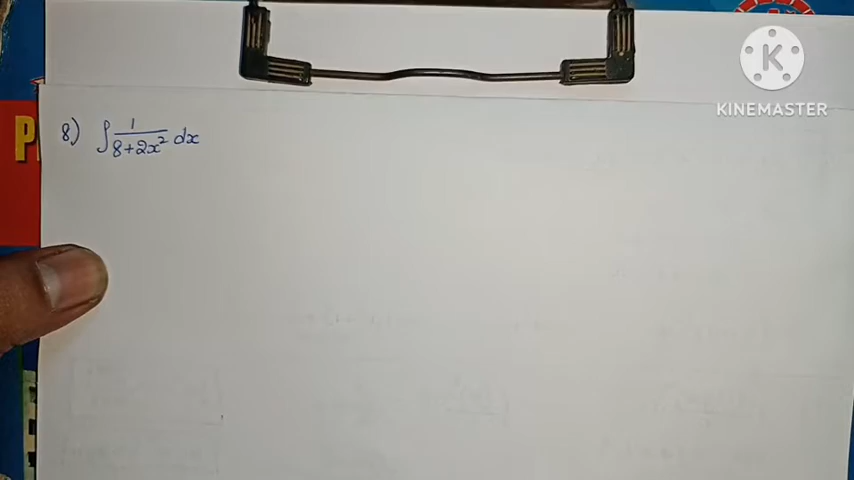 KINEMASTER
8) ∫ 1/(8+2x²) dx
P